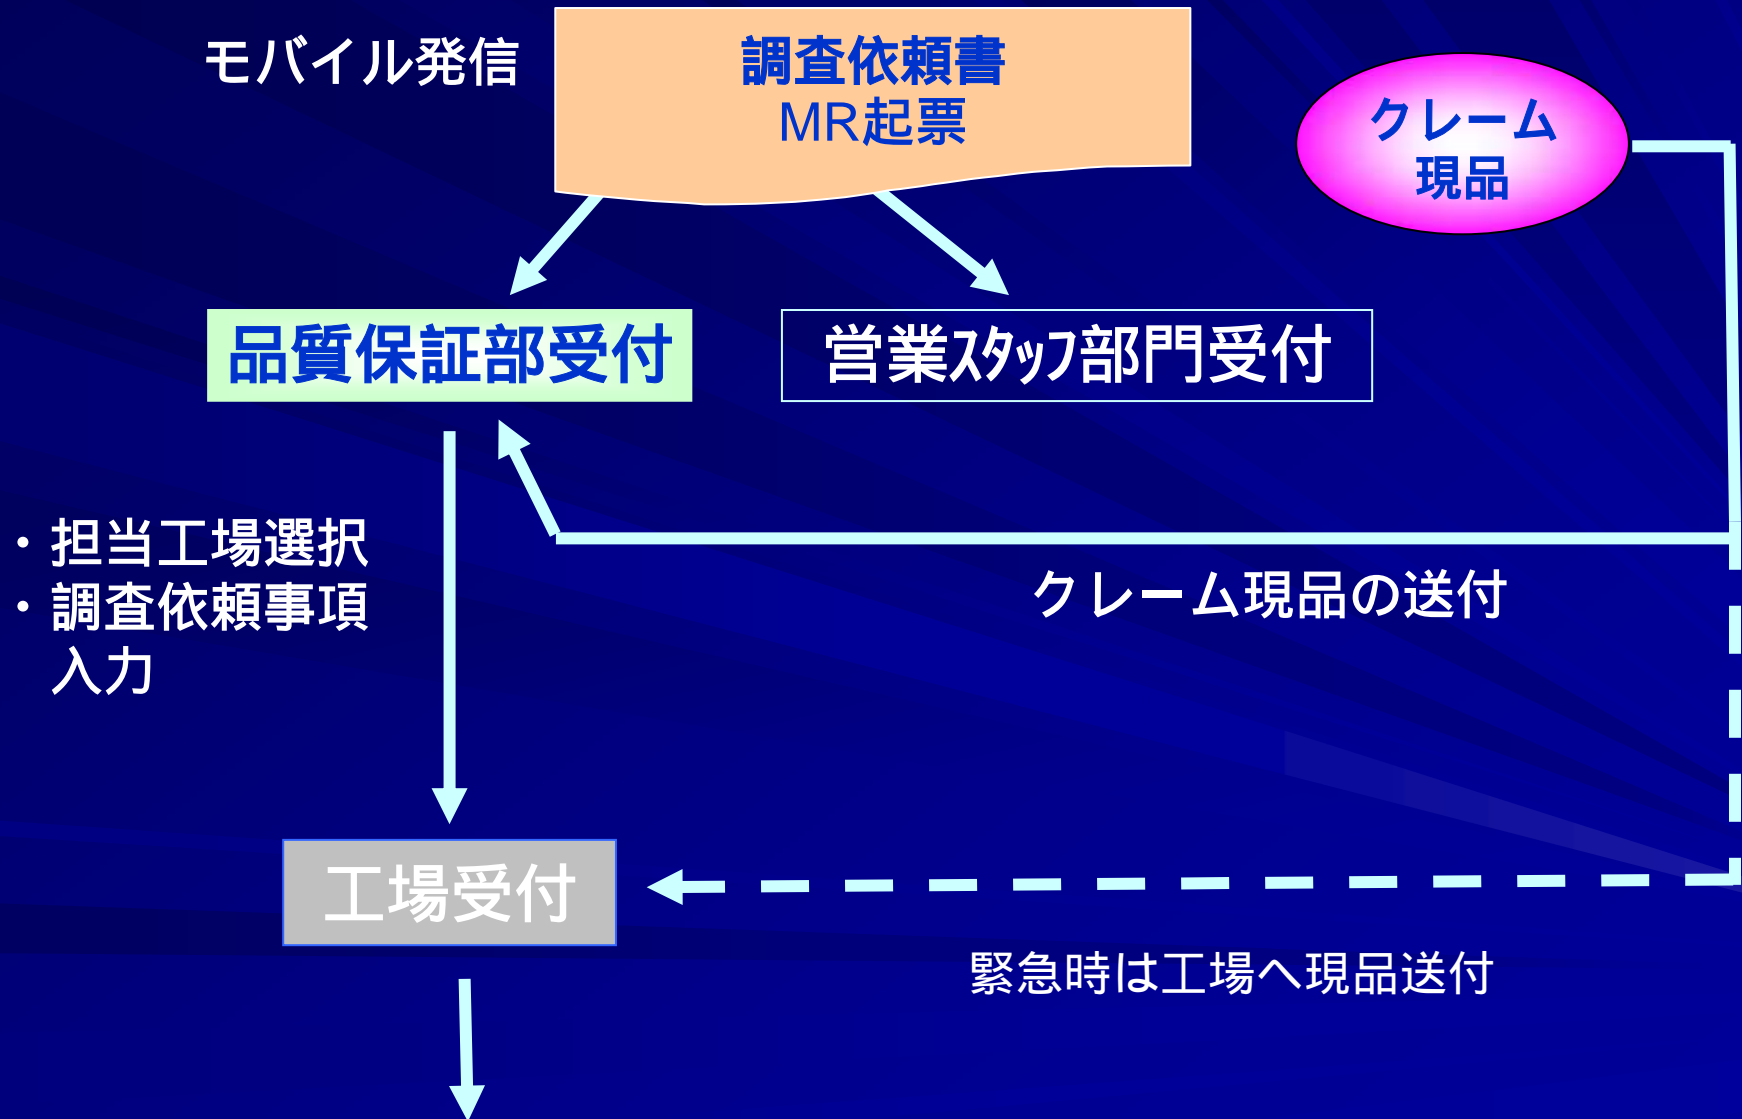 モバイル発信
調査依頼書
MR起票
クレーム
現品
品質保証部受付
営業ｽﾀｯﾌ部門受付
・担当工場選択
・調査依頼事項
入力
クレーム現品の送付
工場受付
緊急時は工場へ現品送付